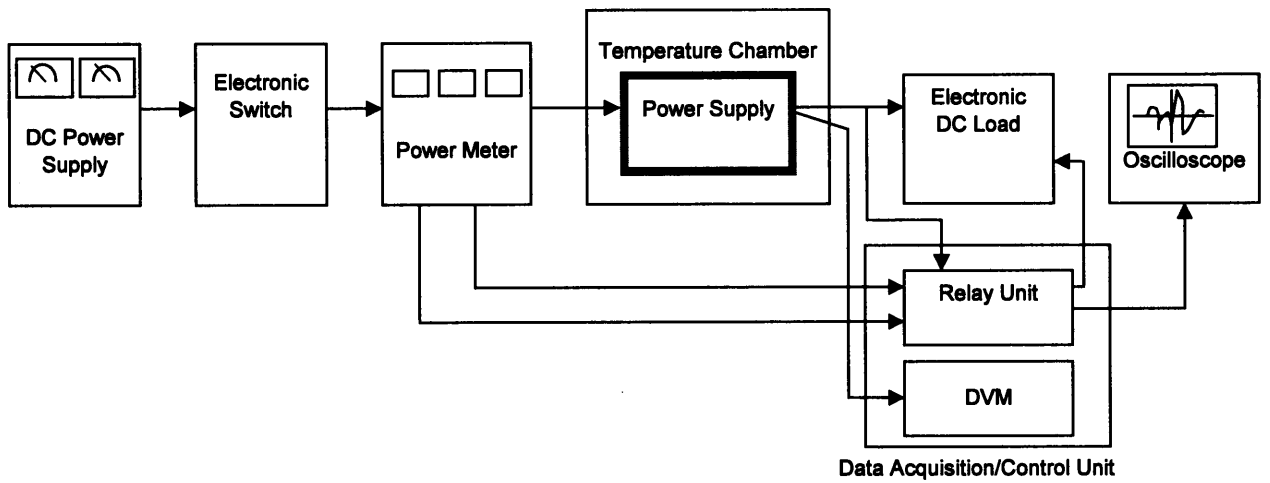 DC Power
Supply
Electronic
Switch
Power Meter
Temperature Chamber
Power Supply
Electronic
DC Load
Oscilloscope
Relay Unit
DVM
Data Acquisition/Control Unit